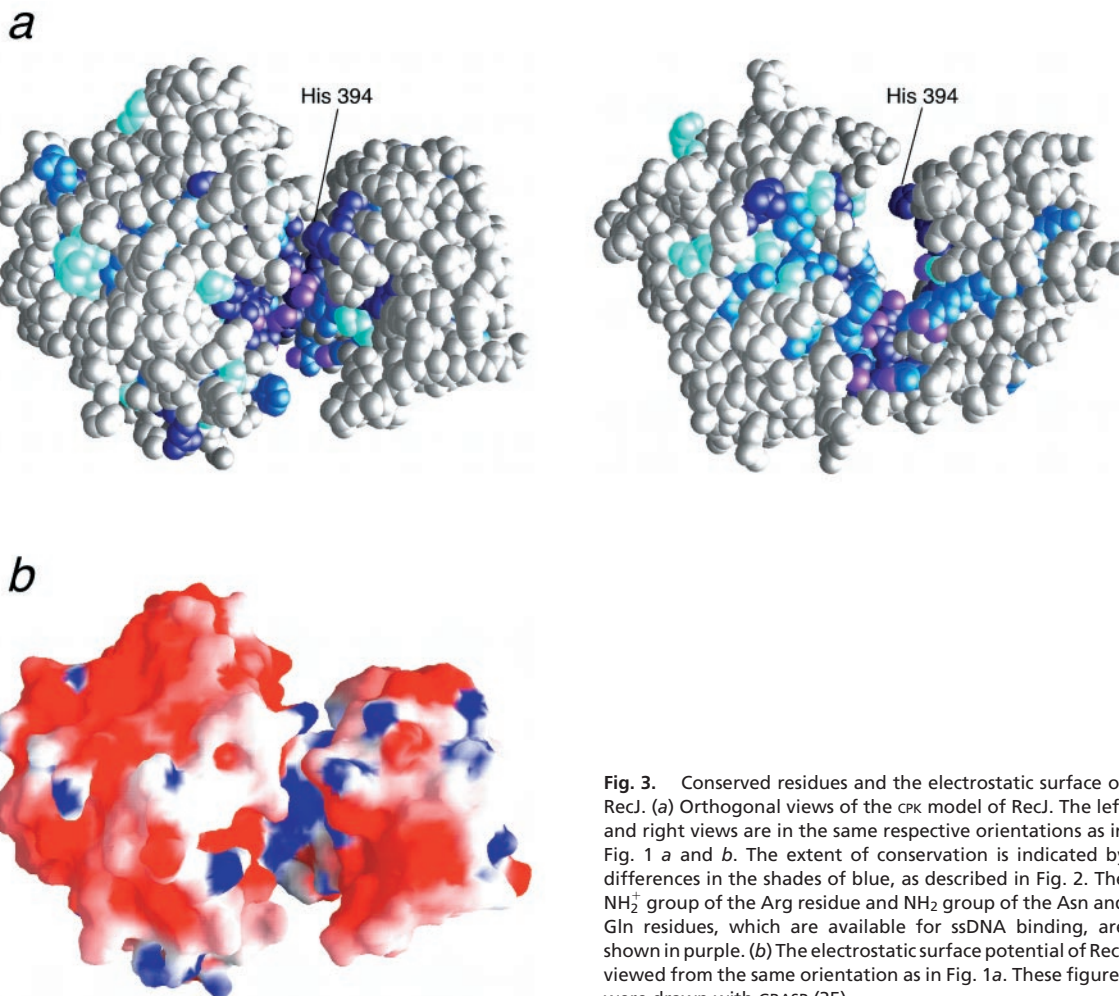 a
His 394
His 394
b
Fig. 3. Conserved residues and the electrostatic surface o
RecJ. (a) Orthogonal views of the CPK model of RecJ. The lef
and right views are in the same respective orientations as in
Fig. 1 a and b. The extent of conservation is indicated by
differences in the shades of blue, as described in Fig. 2. The
NH₂⁺ group of the Arg residue and NH₂ group of the Asn and
Gln residues, which are available for ssDNA binding, are
shown in purple. (b) The electrostatic surface potential of Rec
viewed from the same orientation as in Fig. 1a. These figure
were drawn with GRASP (35)